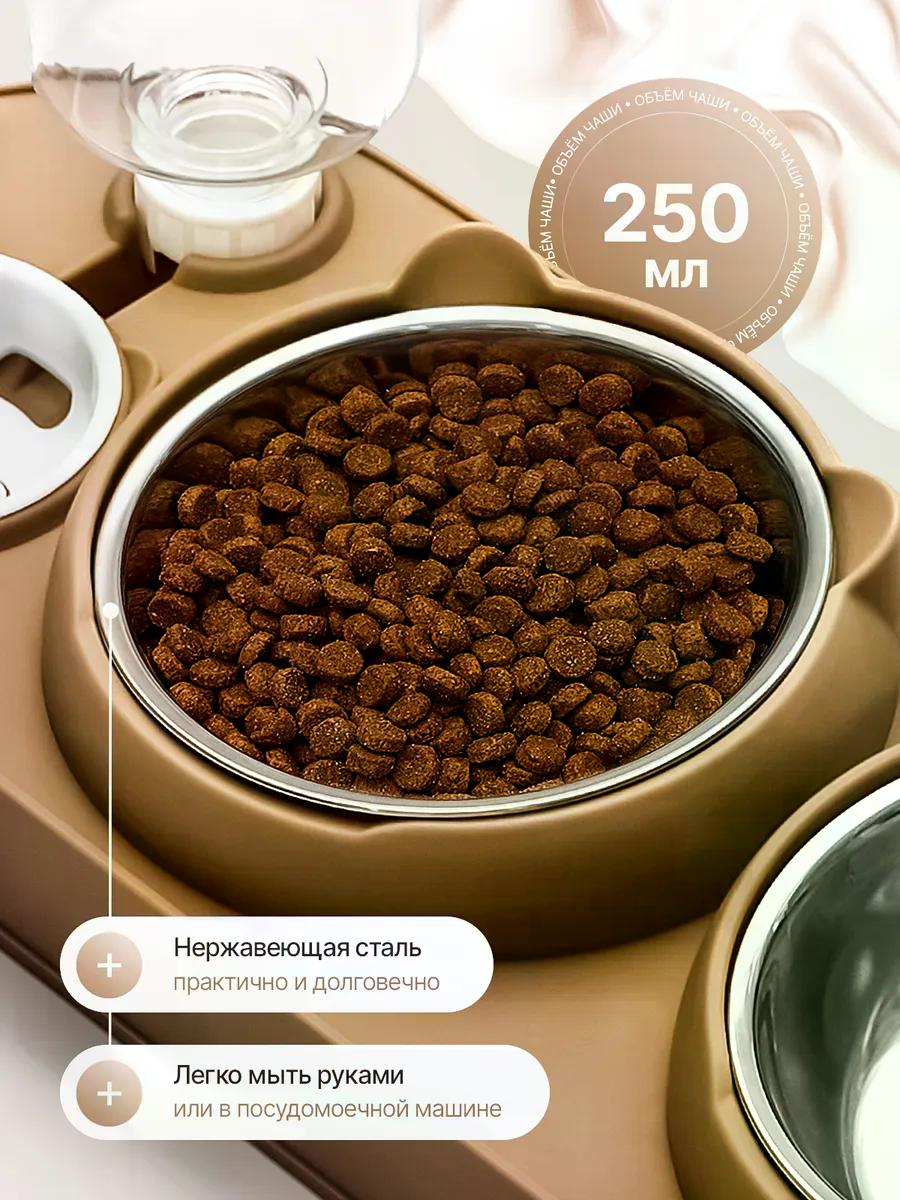 ОБЪЁМ ЧАШИ • ОБЪЁМ ЧАШИ • ОБЪЁМ ЧАШИ • ОБЪЁМ ЧАШИ • ОБЪЁМ
250
мл
Нержавеющая сталь
практично и долговечно
Легко мыть руками
или в посудомоечной машине